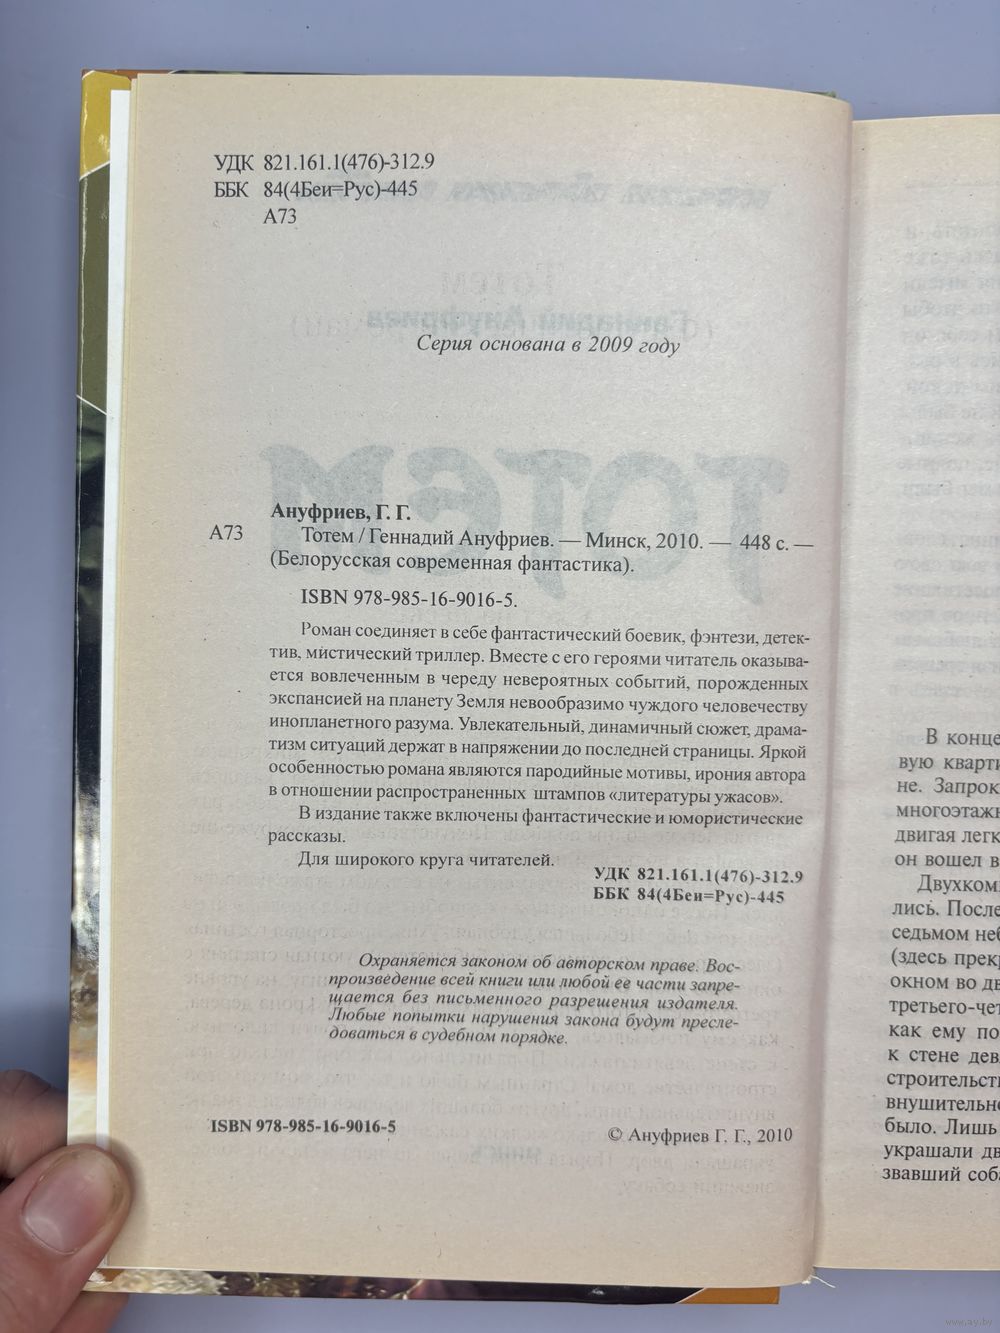 УДК 821.161.1(476)-312.9
ББК 84(4Беи=Рус)-445
А73
Серия основана в 2009 году
Ануфриев, Г. Г.
А73 Тотем / Геннадий Ануфриев. — Минск, 2010. — 448 с. —
(Белорусская современная фантастика).
ISBN 978-985-16-9016-5.
Роман соединяет в себе фантастический боевик, фэнтези, детек-
тив, мистический триллер. Вместе с его героями читатель оказыва-
ется вовлеченным в череду невероятных событий, порожденных
экспансией на планету Земля невообразимо чуждого человечеству
инопланетного разума. Увлекательный, динамичный сюжет, драма-
тизм ситуаций держат в напряжении до последней страницы. Яркой
особенностью романа являются пародийные мотивы, ирония автора
в отношении распространенных штампов «литературы ужасов».
В издание также включены фантастические и юмористические
рассказы.
Для широкого круга читателей.
УДК 821.161.1(476)-312.9
ББК 84(4Беи=Рус)-445
Охраняется законом об авторском праве. Вос-
произведение всей книги или любой ее части запре-
щается без письменного разрешения издателя.
Любые попытки нарушения закона будут пресле-
доваться в судебном порядке.
ISBN 978-985-16-9016-5
© Ануфриев Г. Г., 2010
В конце
вую кварти
не. Запрок
многоэтажн
двигая легк
он вошел в
Двухком
лись. После
седьмом неб
(здесь прекр
окном во дв
третьего-чет
как ему по
к стене дев
строительст
внушительно
было. Лишь
украшали дв
звавший соба
www.ay.by